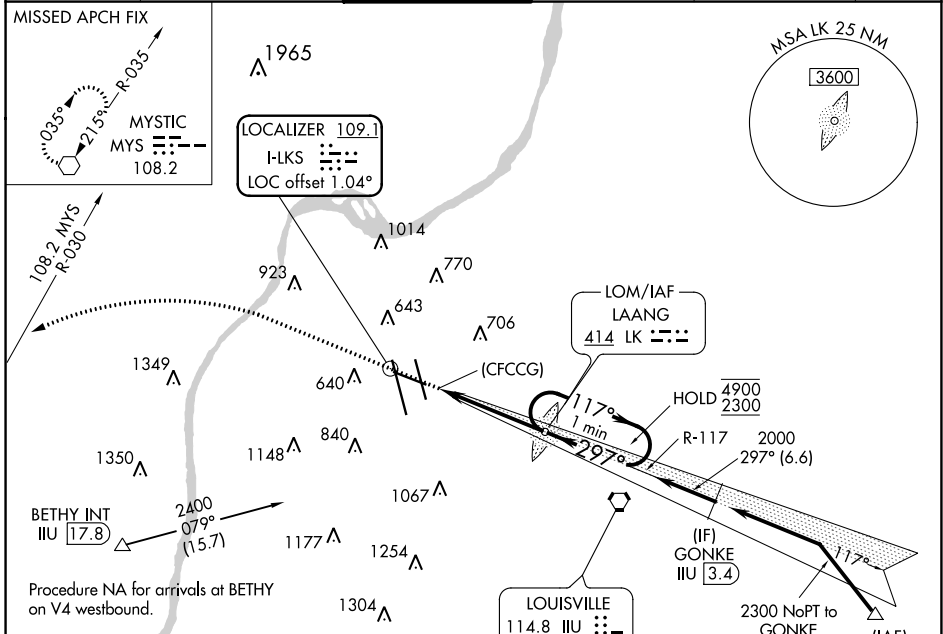 MISSED APCH FIX
R-035
035°
215°
MYSTIC
MYS
108.2
1965
MSA LK 25 NM
3600
LOCALIZER 109.1
I-LKS
LOC offset 1.04°
108.2 MYS
R-030
1014
923
770
643
706
LOM/IAF
LAANG
414 LK
(CFCCG)
1349
640
117°
1 min
297°
HOLD 4900
2300
R-117
2000
297° (6.6)
1148
840
1350
1067
BETHY INT
IIU 17.8
2400
079°
(15.7)
1177
1254
(IF)
GONKE
IIU 3.4
117°
Procedure NA for arrivals at BETHY
on V4 westbound.
1304
LOUISVILLE
114.8 IIU
2300 NoPT to
GONKE
(IAF)